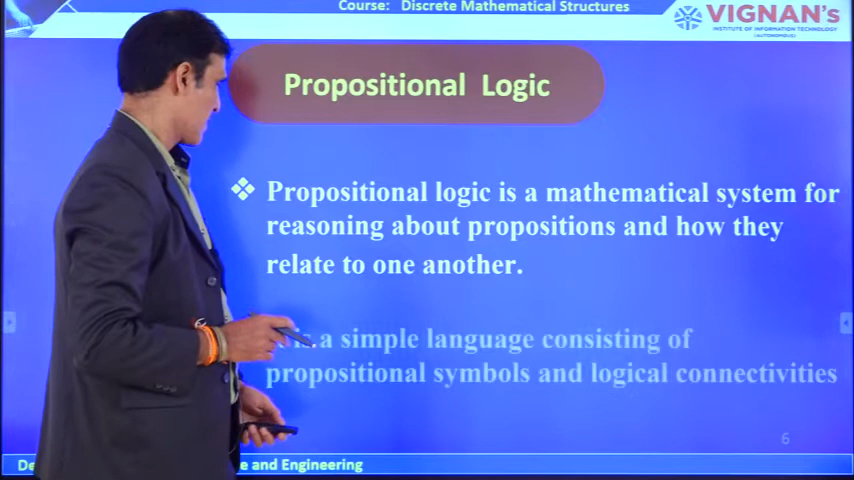 Course: Discrete Mathematical Structures
VIGNAN's
INSTITUTE OF INFORMATION TECHNOLOGY
(AUTONOMOUS)
Propositional Logic
Propositional logic is a mathematical system for
reasoning about propositions and how they
relate to one another.
is a simple language consisting of
propositional symbols and logical connectivities
6
and Engineering